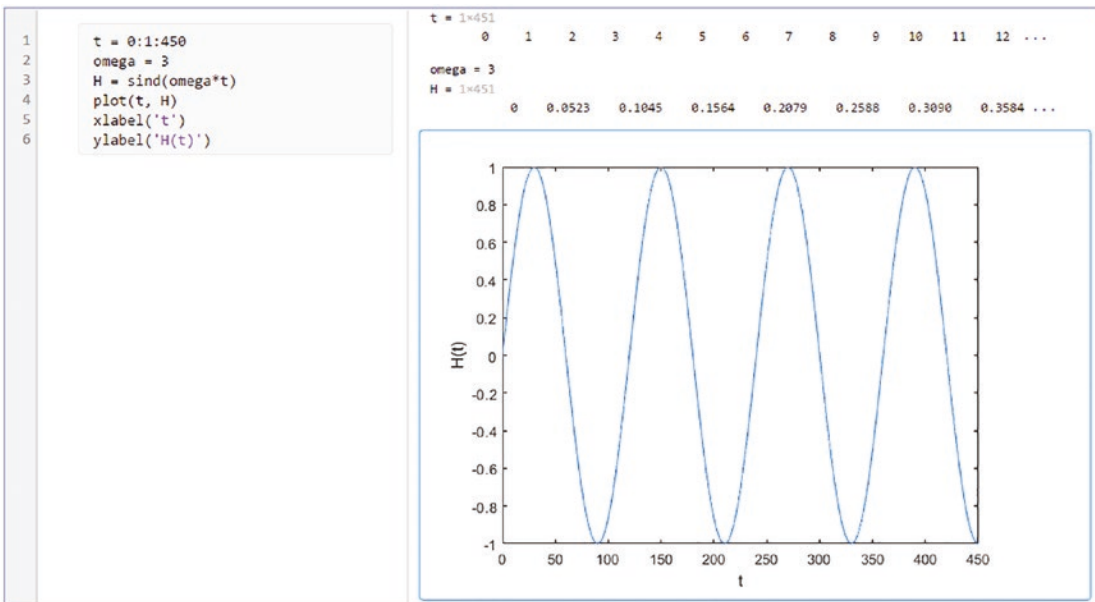 1 t = 0:1:450
2 omega = 3
3 H = sind(omega*t)
4 plot(t, H)
5 xlabel('t')
6 ylabel('H(t)')
t = 1×451
0 1 2 3 4 5 6 7 8 9 10 11 12 ...
omega = 3
H = 1×451
0 0.0523 0.1045 0.1564 0.2079 0.2588 0.3090 0.3584 ...
1
0.8
0.6
0.4
0.2
0
-0.2
-0.4
-0.6
-0.8
-1
H(t)
0 50 100 150 200 250 300 350 400 450
t